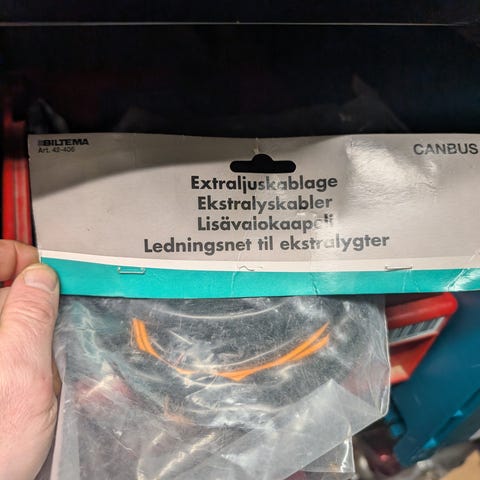 BILTEMA
Art. 42-406
CANBUS
Extraljuskablage
Ekstralyskabler
Lisävalokaapeli
Ledningsnet til ekstralygter